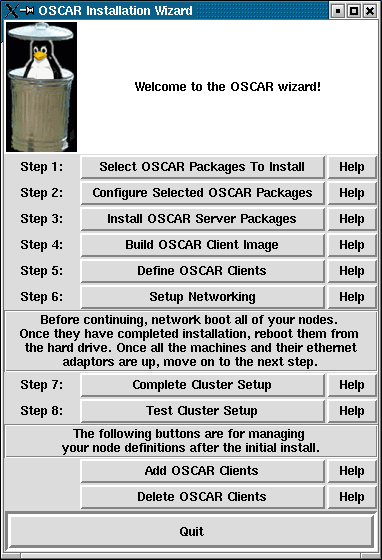 OSCAR Installation Wizard
Welcome to the OSCAR wizard!
Step 1: Select OSCAR Packages To Install Help
Step 2: Configure Selected OSCAR Packages Help
Step 3: Install OSCAR Server Packages Help
Step 4: Build OSCAR Client Image Help
Step 5: Define OSCAR Clients Help
Step 6: Setup Networking Help
Before continuing, network boot all of your nodes.
Once they have completed installation, reboot them from
the hard drive. Once all the machines and their ethernet
adaptors are up, move on to the next step.
Step 7: Complete Cluster Setup Help
Step 8: Test Cluster Setup Help
The following buttons are for managing
your node definitions after the initial install.
Add OSCAR Clients Help
Delete OSCAR Clients Help
Quit